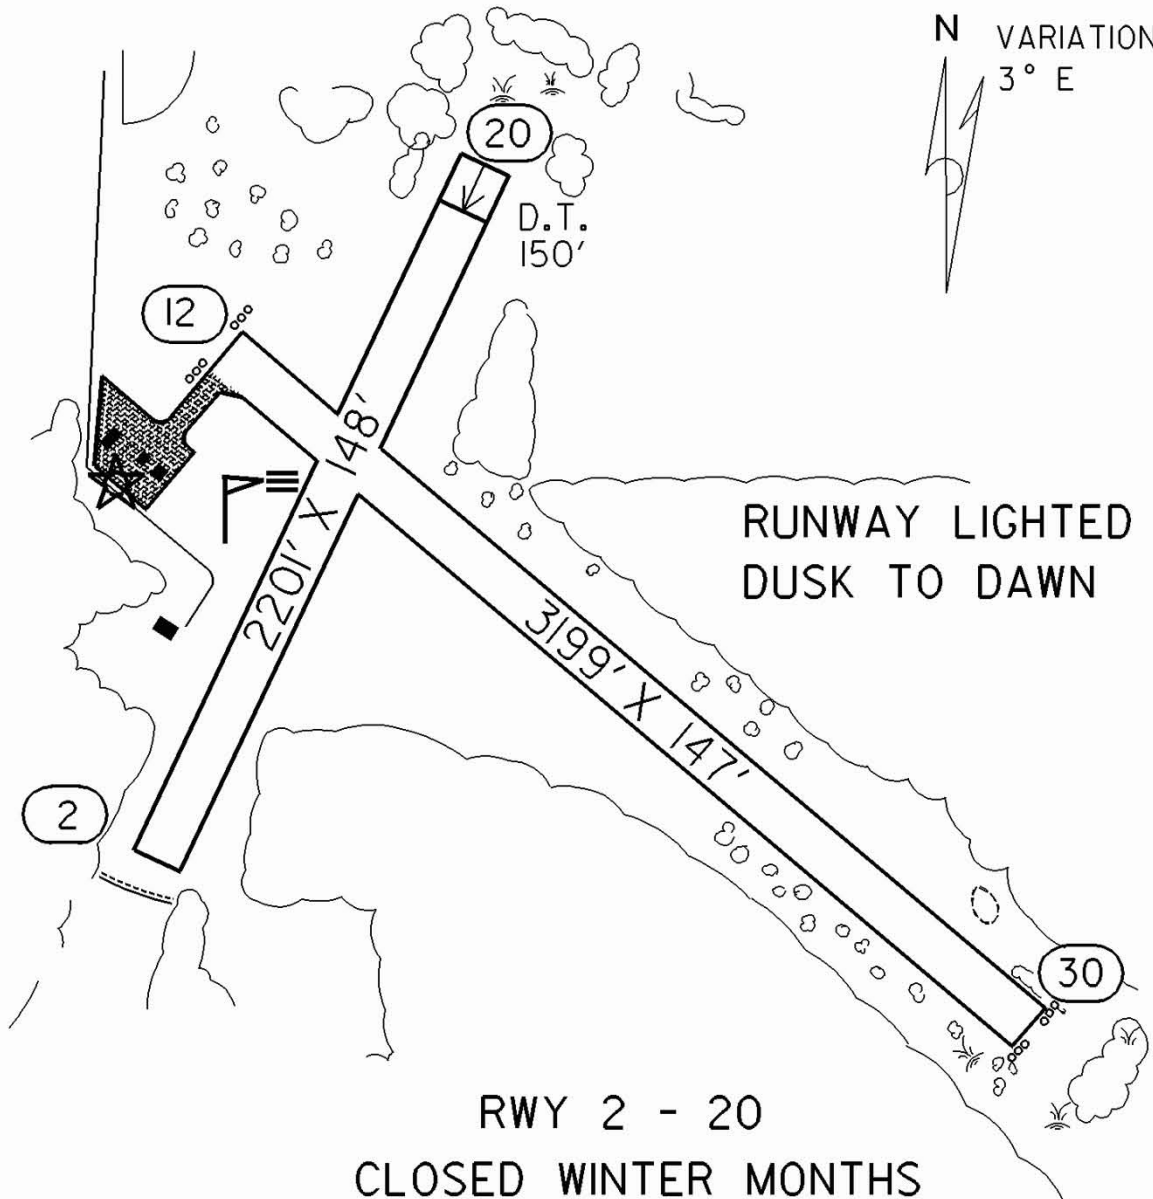 N VARIATION
3° E
20
D.T.
150'
12
2201' X 148'
RUNWAY LIGHTED
DUSK TO DAWN
3199' X 147'
2
30
RWY 2 - 20
CLOSED WINTER MONTHS